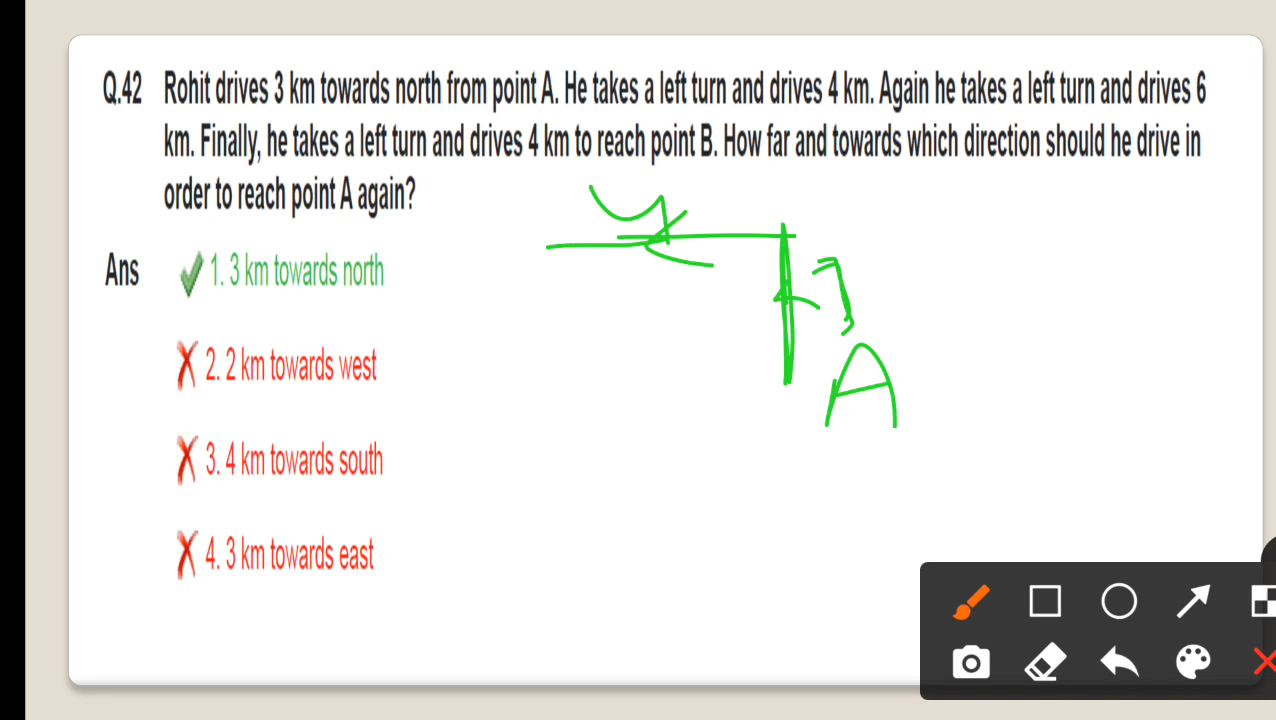 Q.42 Rohit drives 3 km towards north from point A. He takes a left turn and drives 4 km. Again he takes a left turn and drives 6
km. Finally, he takes a left turn and drives 4 km to reach point B. How far and towards which direction should he drive in
order to reach point A again?
Ans 1. 3 km towards north
2. 2 km towards west
3. 4 km towards south
4. 3 km towards east
A